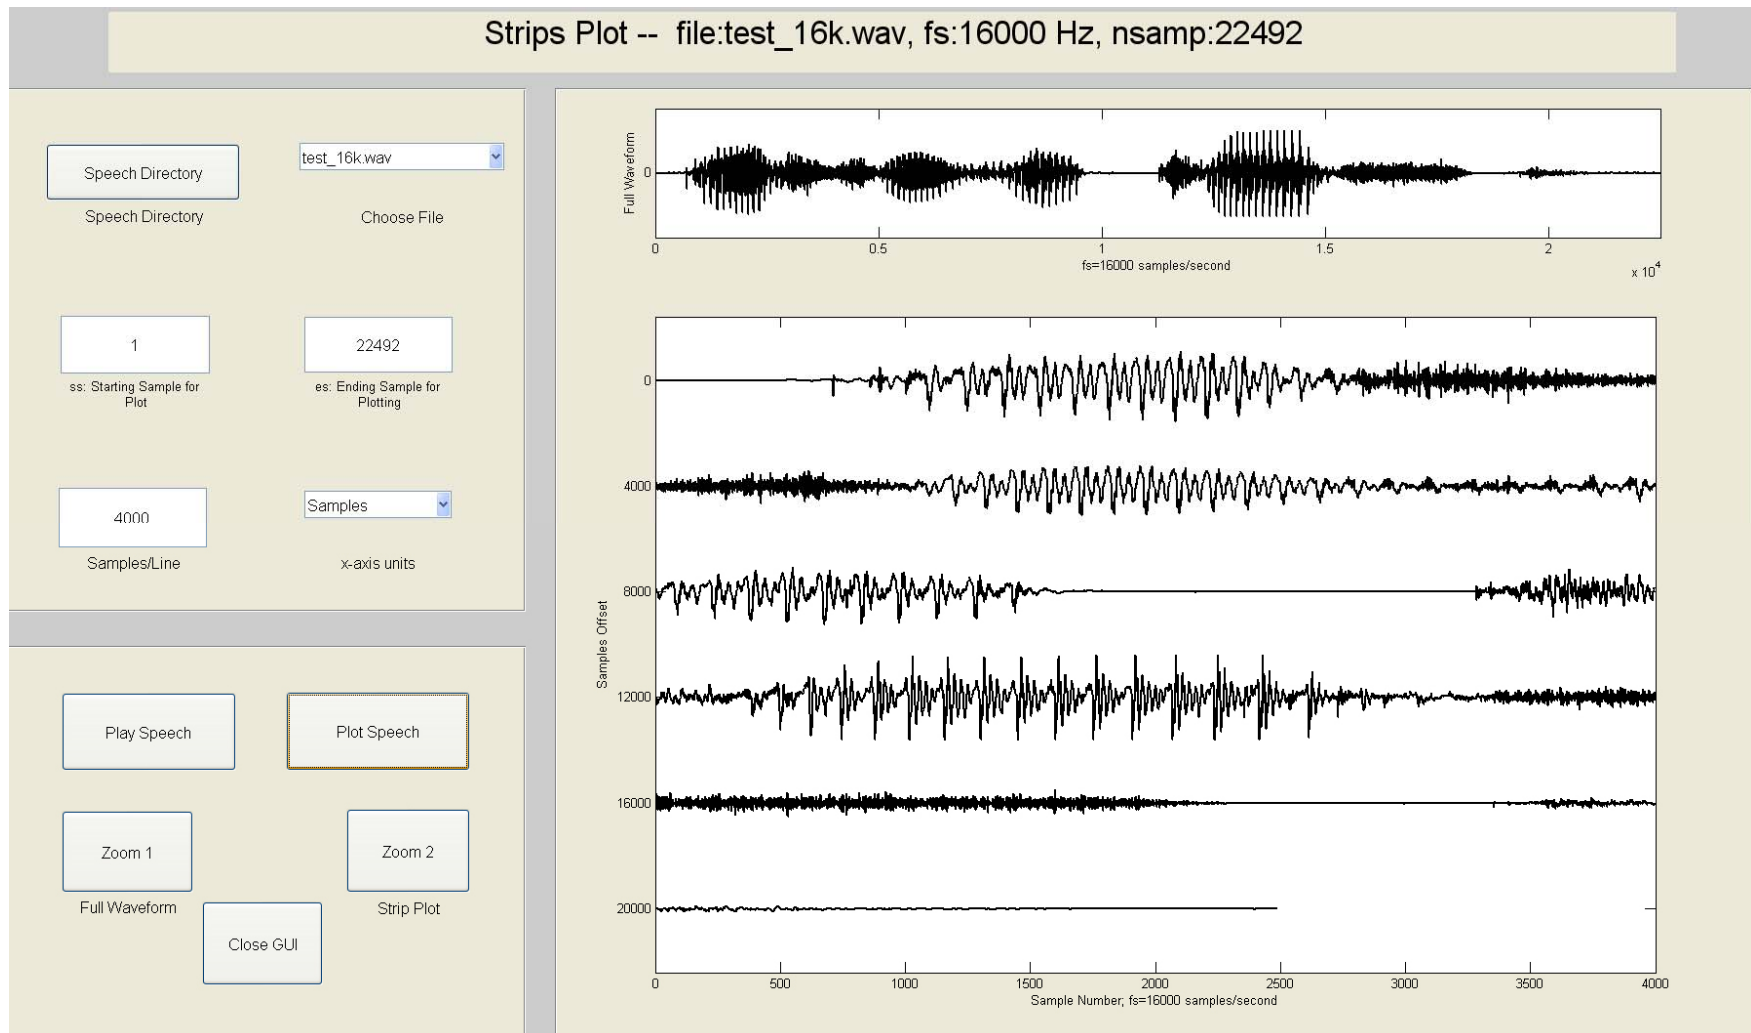 Strips Plot -- file:test_16k.wav, fs:16000 Hz, nsamp:22492
Speech Directory
test_16k.wav
Speech Directory
Choose File
1
22492
ss: Starting Sample for
Plot
es: Ending Sample for
Plotting
4000
Samples
Samples/Line
x-axis units
Play Speech
Plot Speech
Zoom 1
Zoom 2
Full Waveform
Strip Plot
Close GUI
Full Waveform
0
0 0.5 1 1.5 2
x 10^4
fs=16000 samples/second
Samples Offset
0
4000
8000
12000
16000
20000
0 500 1000 1500 2000 2500 3000 3500 4000
Sample Number; fs=16000 samples/second